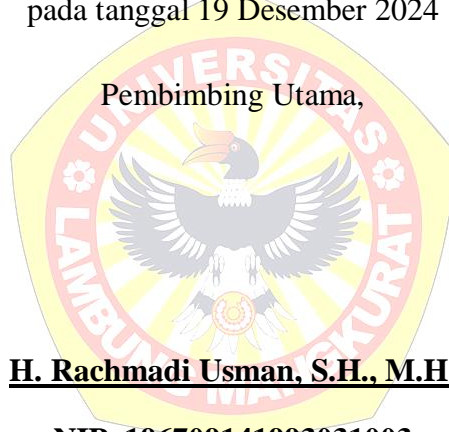 pada tanggal 19 Desember 2024
Pembimbing Utama,
UNIVERSITAS
LAMBUNG MANGKURAT
H. Rachmadi Usman, S.H., M.H